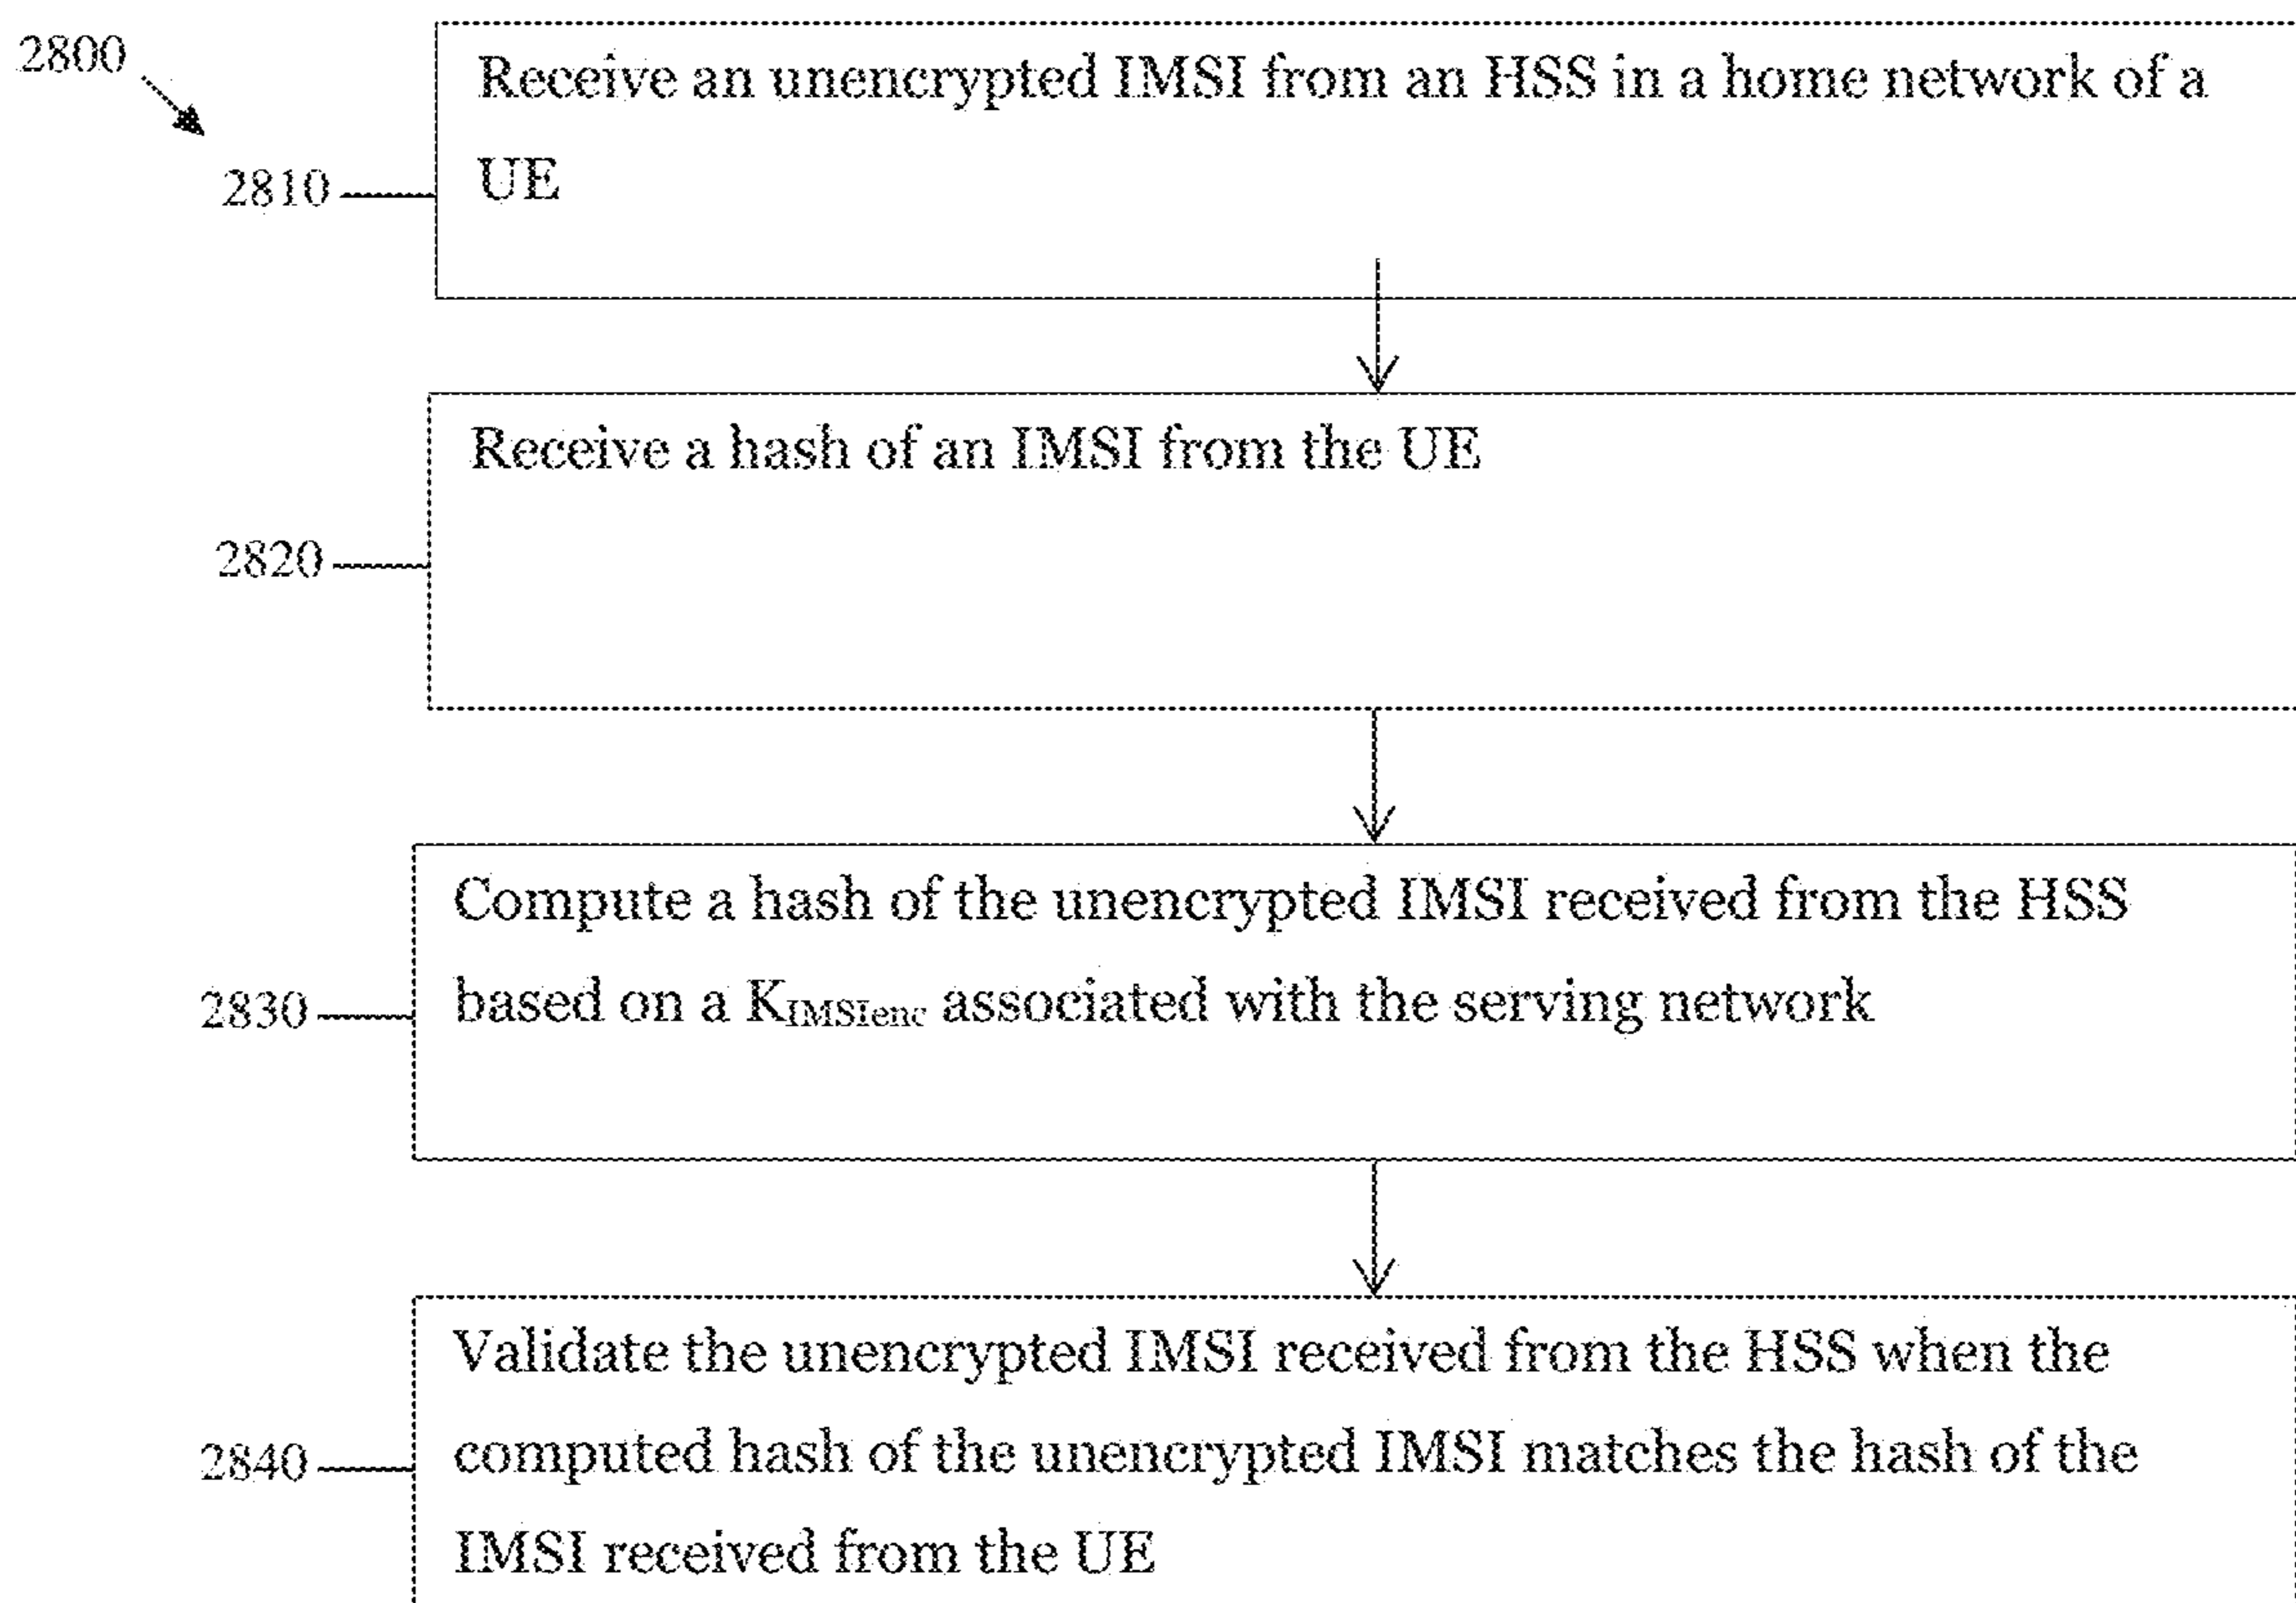 2800
Receive an unencrypted IMSI from an HSS in a home network of a
UE
2810
Receive a hash of an IMSI from the UE
2820
Compute a hash of the unencrypted IMSI received from the HSS
based on a KIMSIenc associated with the serving network
2830
Validate the unencrypted IMSI received from the HSS when the
computed hash of the unencrypted IMSI matches the hash of the
2840
IMSI received from the UE